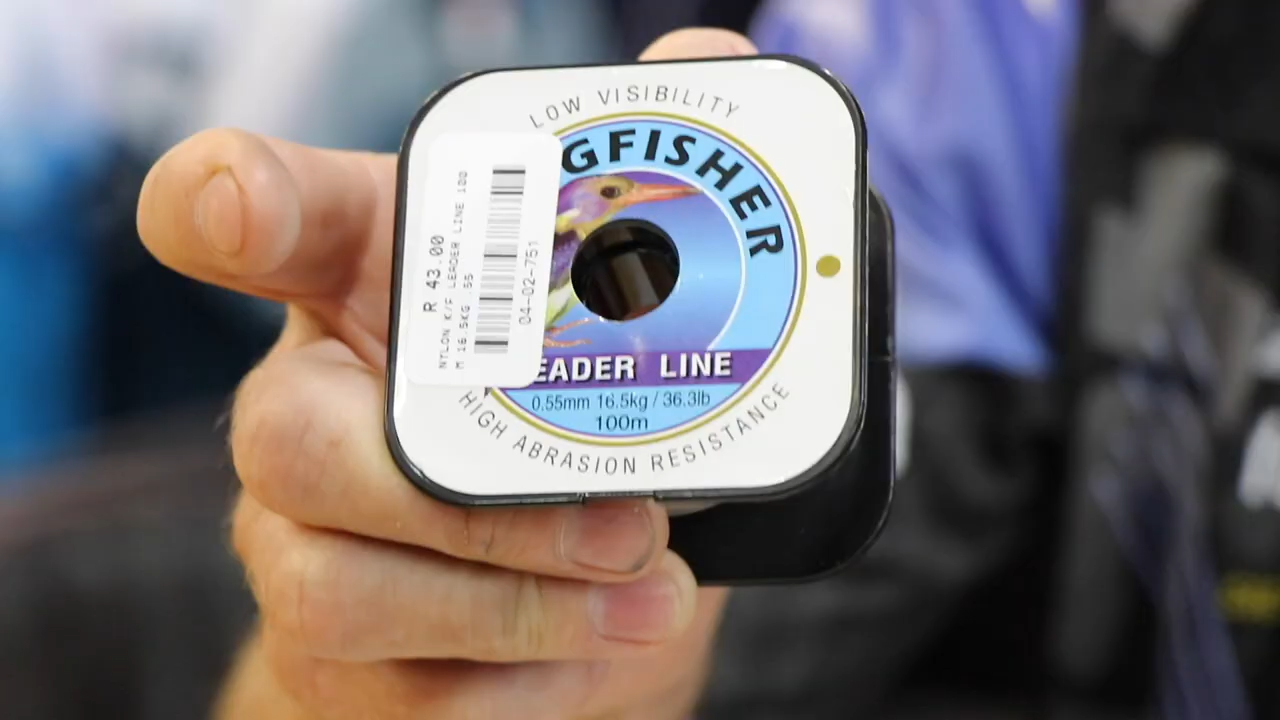 LOW VISIBILITY
GFISHER
EADER LINE
0.55mm 16.5kg / 36.3lb
100m
HIGH ABRASION RESISTANCE
R 43.00
NYLON K/F LEADER LINE 100
M 16.5KG 55
04-02-751